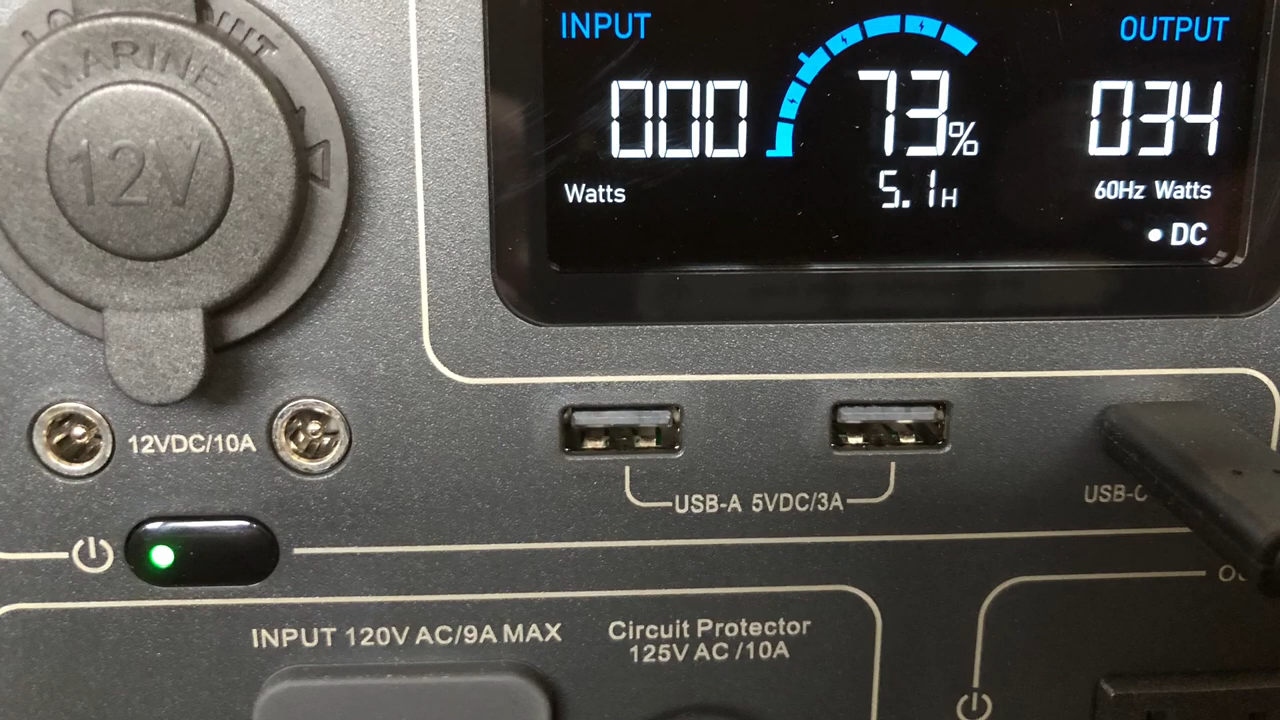 MARINE
12V
INPUT
OUTPUT
000
73%
034
Watts
5.1H
60Hz Watts
• DC
12VDC/10A
USB-A 5VDC/3A
USB-C
INPUT 120V AC/9A MAX
Circuit Protector
125V AC /10A